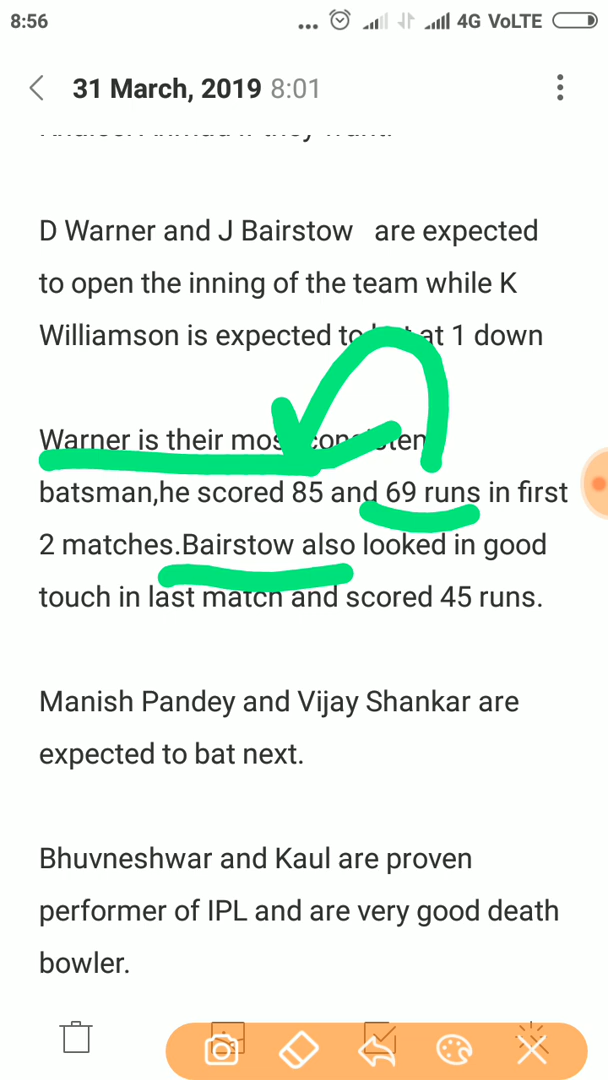 8:56
... 4G VoLTE
31 March, 2019 8:01
D Warner and J Bairstow are expected
to open the inning of the team while K
Williamson is expected to bat at 1 down
Warner is their most consistent
batsman,he scored 85 and 69 runs in first
2 matches.Bairstow also looked in good
touch in last match and scored 45 runs.
Manish Pandey and Vijay Shankar are
expected to bat next.
Bhuvneshwar and Kaul are proven
performer of IPL and are very good death
bowler.